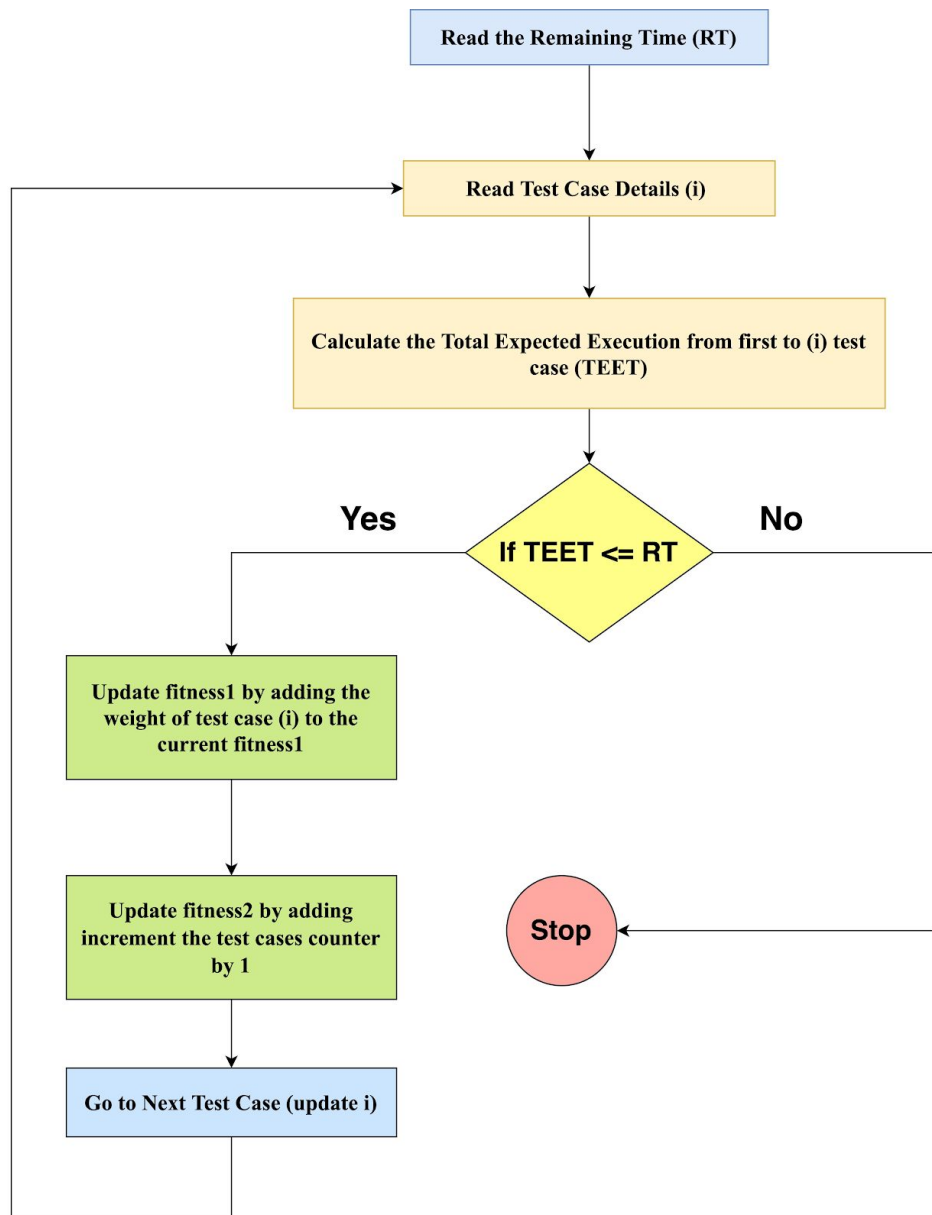 Read the Remaining Time (RT)
Read Test Case Details (i)
Calculate the Total Expected Execution from first to (i) test
case (TEET)
Yes
No
If TEET <= RT
Update fitness1 by adding the
weight of test case (i) to the
current fitness1
Update fitness2 by adding
increment the test cases counter
by 1
Stop
Go to Next Test Case (update i)